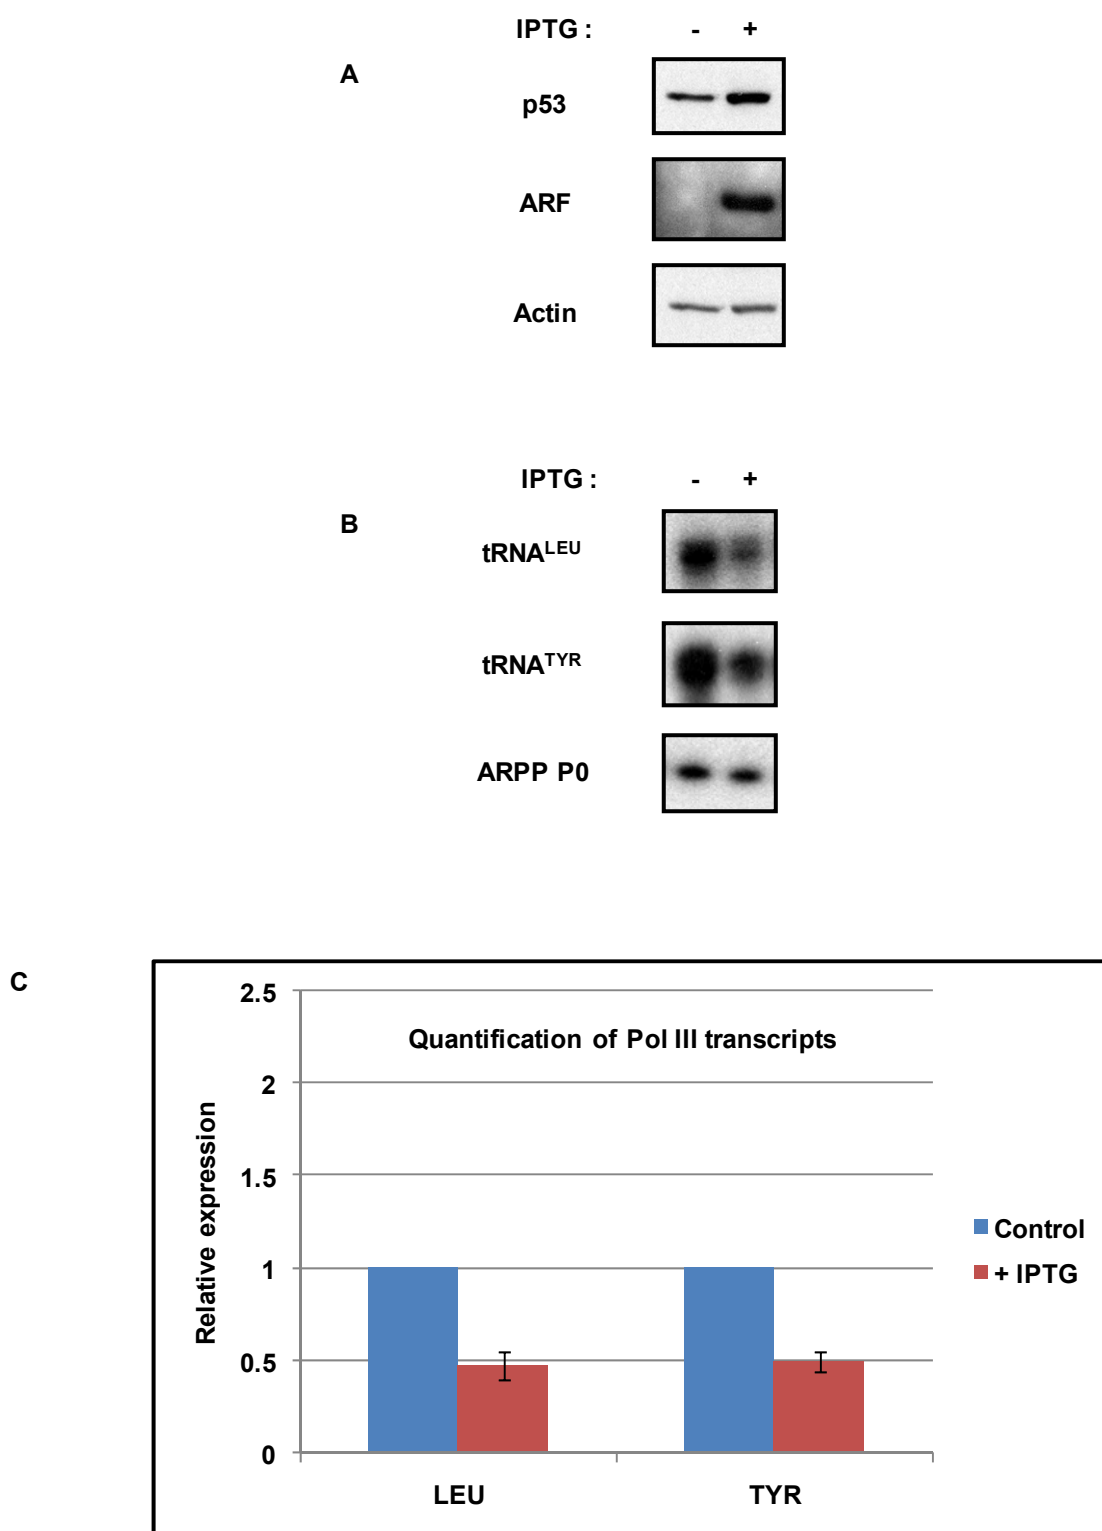 IPTG : - +
A
p53
ARF
Actin
IPTG : - +
B
tRNALEU
tRNATYR
ARPP P0
C
2.5
Quantification of Pol III transcripts
2
1.5
1
0.5
0
Relative expression
LEU TYR
Control
+ IPTG